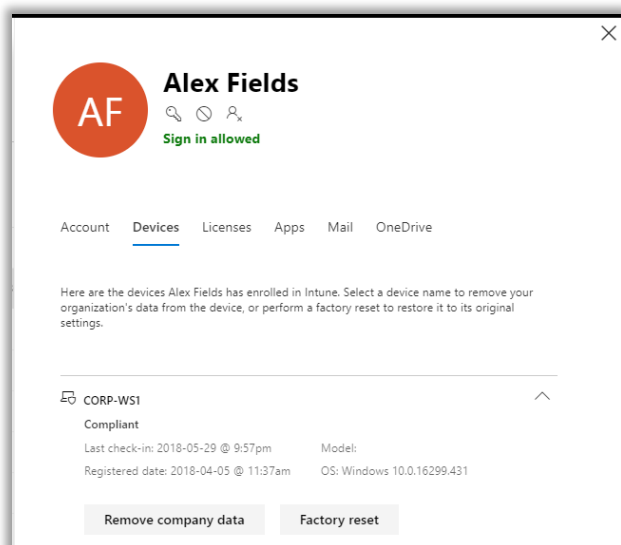 AF
Alex Fields
Sign in allowed
Account Devices Licenses Apps Mail OneDrive
Here are the devices Alex Fields has enrolled in Intune. Select a device name to remove your
organization's data from the device, or perform a factory reset to restore it to its original
settings.
CORP-WS1
Compliant
Last check-in: 2018-05-29 @ 9:57pm Model:
Registered date: 2018-04-05 @ 11:37am OS: Windows 10.0.16299.431
Remove company data Factory reset